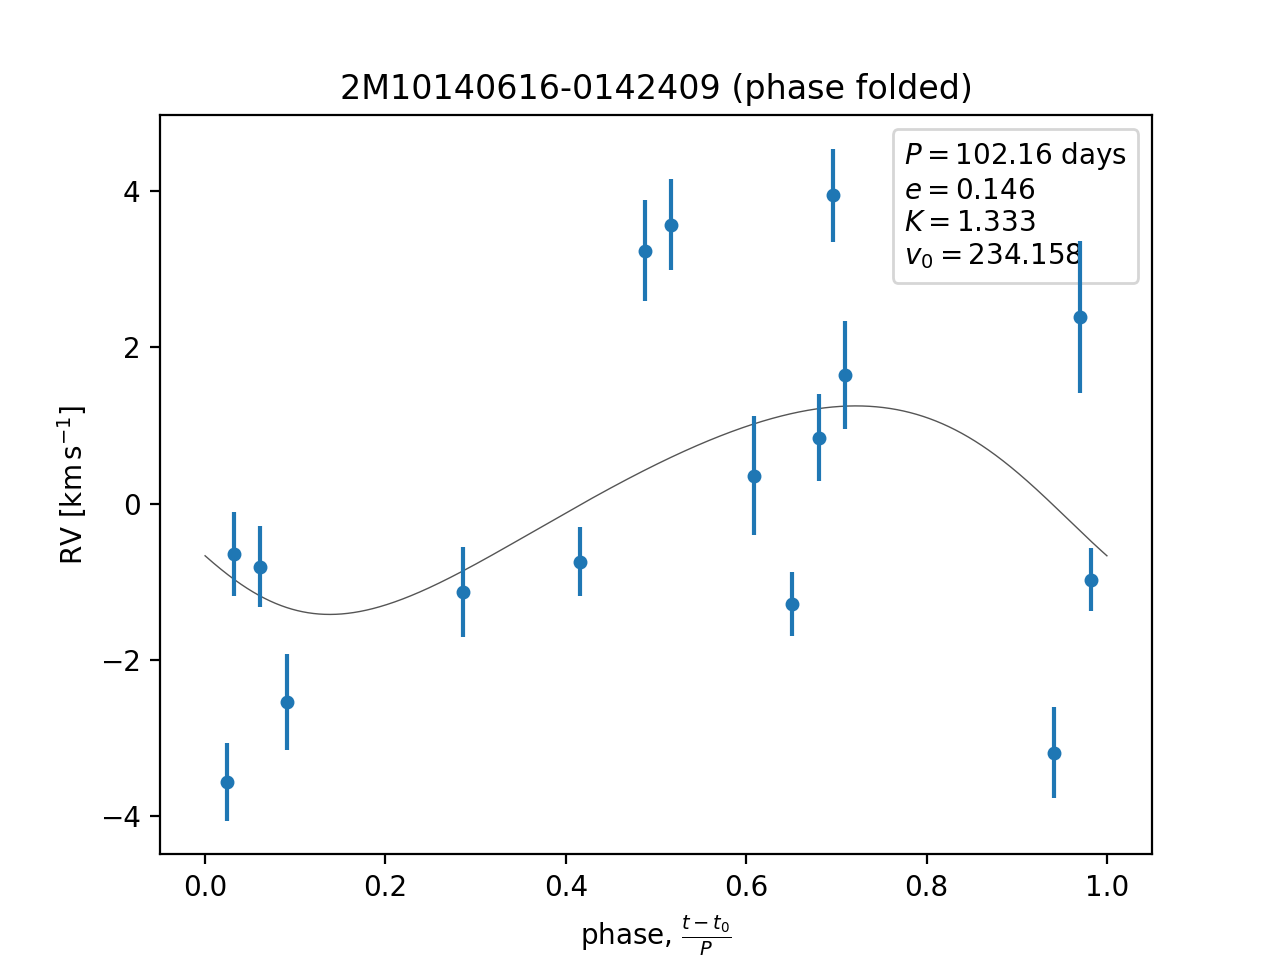 2M10140616-0142409 (phase folded)
P = 102.16 days
e = 0.146
K = 1.333
v₀ = 234.158
4
2
0
−2
−4
RV [km s⁻¹]
0.0 0.2 0.4 0.6 0.8 1.0
phase, (t − t₀)/P